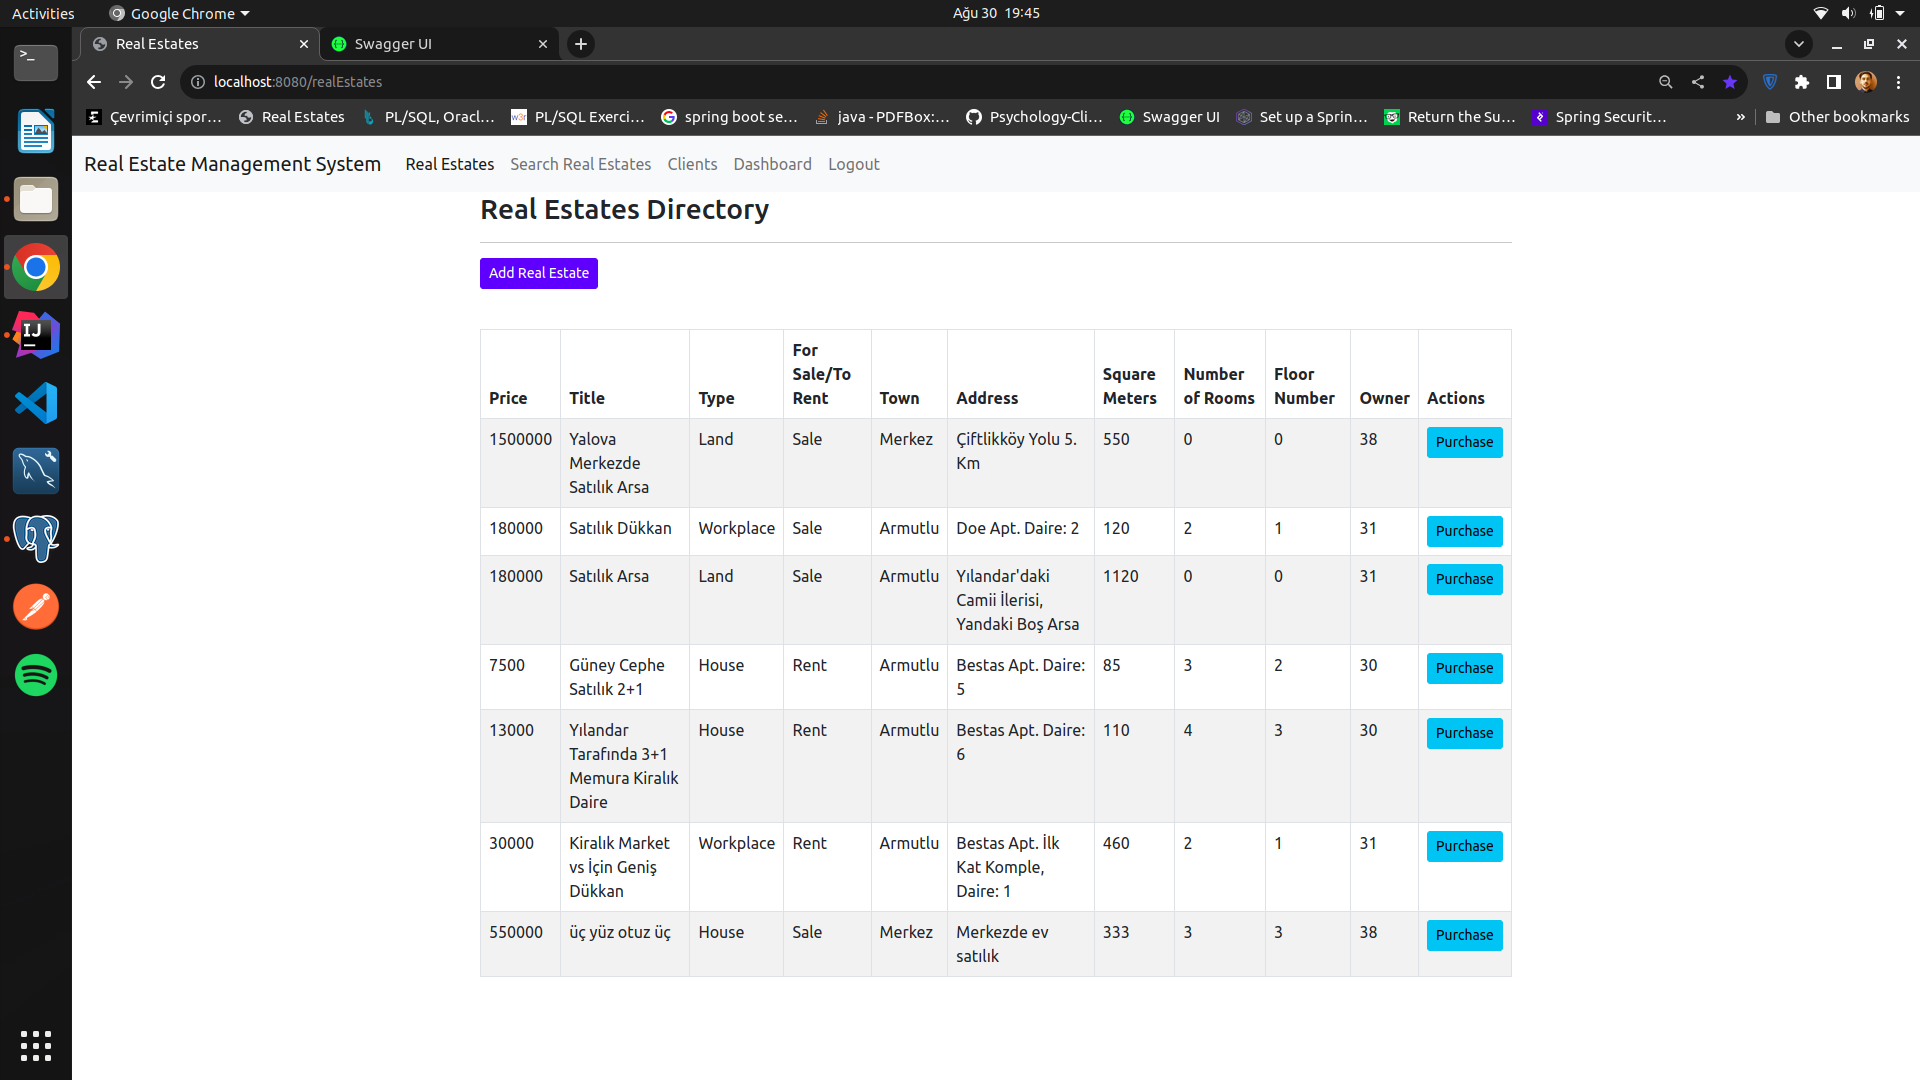 Activities
Google Chrome
Ağu 30 19:45
Real Estates
Swagger UI
localhost:8080/realEstates
Çevrimiçi spor…
Real Estates
PL/SQL, Oracl…
w3r
PL/SQL Exerci…
spring boot se…
java - PDFBox:…
Psychology-Cli…
Swagger UI
Set up a Sprin…
Return the Su…
Spring Securit…
»
Other bookmarks
Real Estate Management System
Real Estates
Search Real Estates
Clients
Dashboard
Logout
>_
IJ
Real Estates Directory
Add Real Estate
Price Title Type For Sale/To Rent Town Address Square Meters Number of Rooms Floor Number Owner Actions
1500000 Yalova Merkezde Satılık Arsa Land Sale Merkez Çiftlikköy Yolu 5. Km 550 0 0 38 Purchase
180000 Satılık Dükkan Workplace Sale Armutlu Doe Apt. Daire: 2 120 2 1 31 Purchase
180000 Satılık Arsa Land Sale Armutlu Yılandar'daki Camii İlerisi, Yandaki Boş Arsa 1120 0 0 31 Purchase
7500 Güney Cephe Satılık 2+1 House Rent Armutlu Bestas Apt. Daire: 5 85 3 2 30 Purchase
13000 Yılandar Tarafında 3+1 Memura Kiralık Daire House Rent Armutlu Bestas Apt. Daire: 6 110 4 3 30 Purchase
30000 Kiralık Market vs İçin Geniş Dükkan Workplace Rent Armutlu Bestas Apt. İlk Kat Komple, Daire: 1 460 2 1 31 Purchase
550000 üç yüz otuz üç House Sale Merkez Merkezde ev satılık 333 3 3 38 Purchase